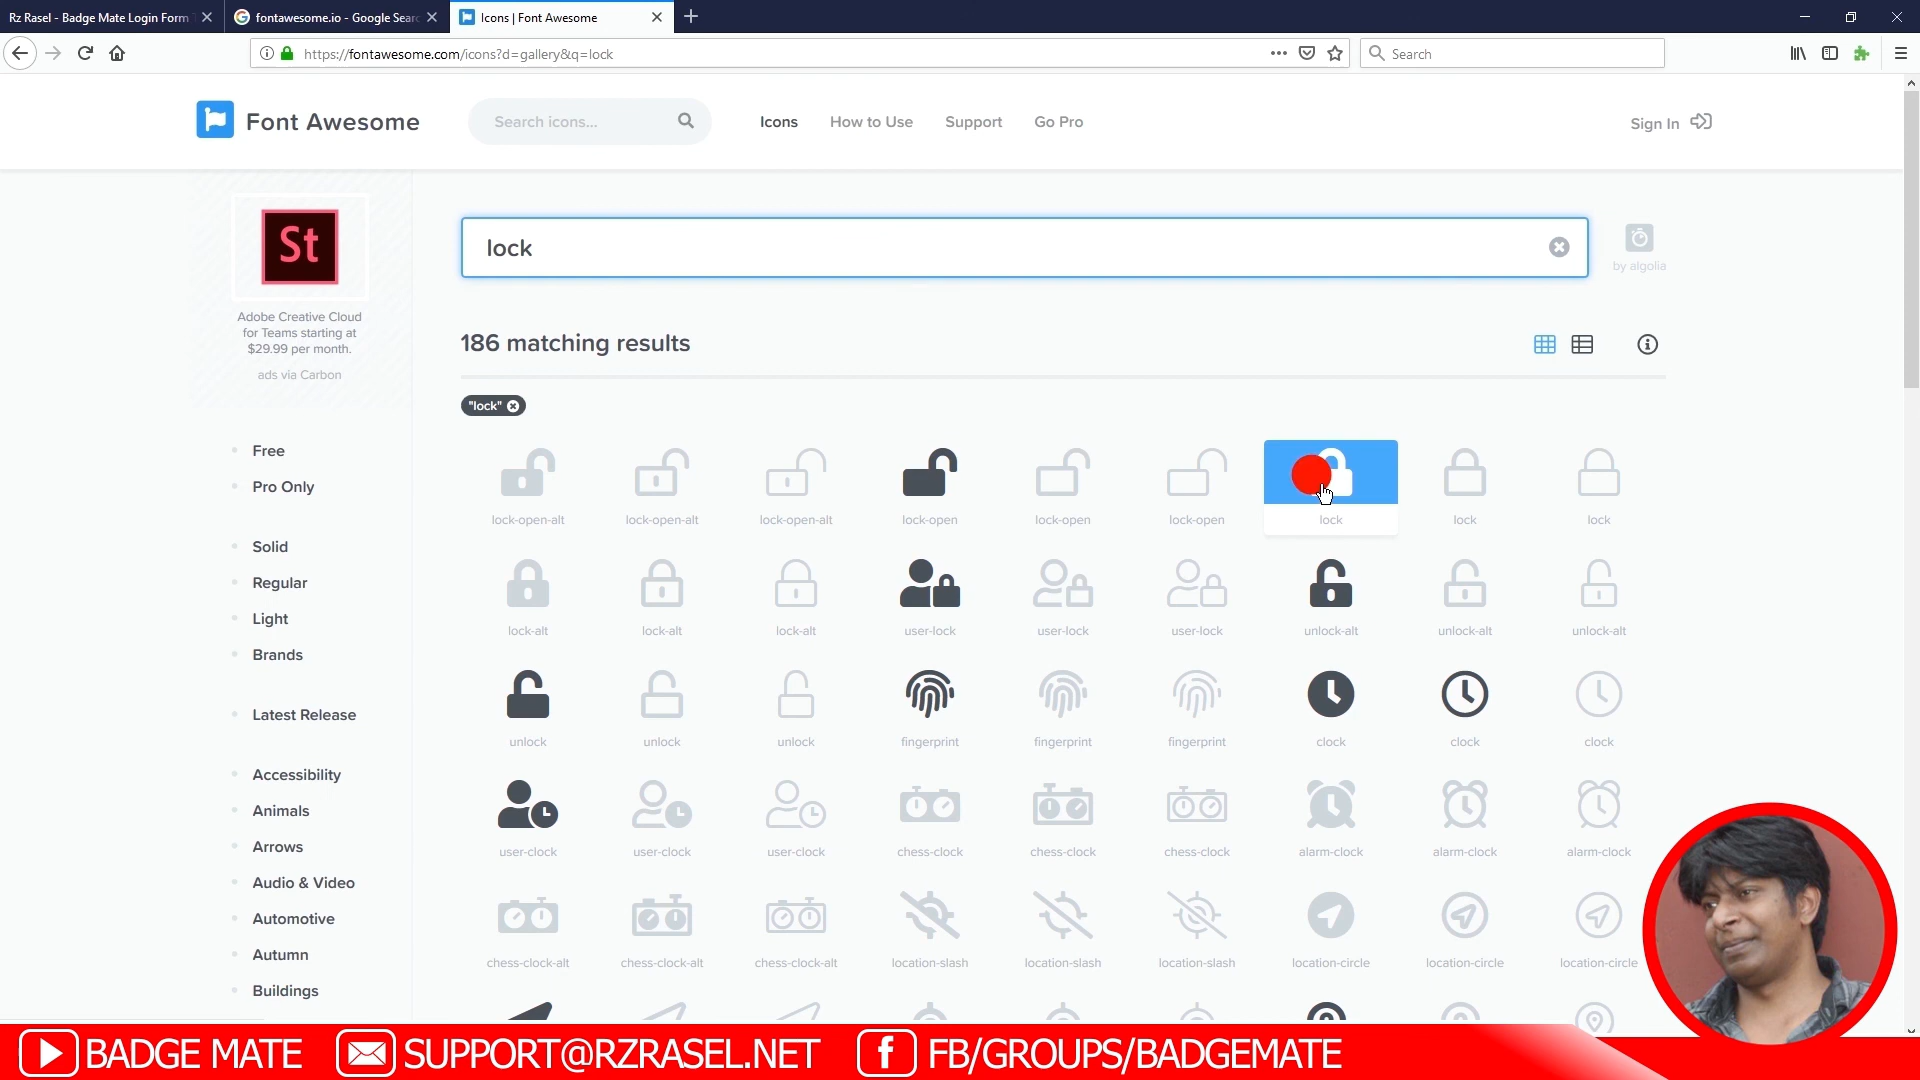 Rz Rasel - Badge Mate Login Form
fontawesome.io - Google Sear
Icons | Font Awesome
https://fontawesome.com/icons?d=gallery&q=lock
Search
Font Awesome
Search icons...
Icons
How to Use
Support
Go Pro
Sign In
St
Adobe Creative Cloud
for Teams starting at
$29.99 per month.
ads via Carbon
lock
by algolia
186 matching results
"lock"
Free
Pro Only
Solid
Regular
Light
Brands
Latest Release
Accessibility
Animals
Arrows
Audio & Video
Automotive
Autumn
Buildings
lock-open-alt lock-open-alt lock-open-alt lock-open lock-open lock-open lock lock lock
lock-alt lock-alt lock-alt user-lock user-lock user-lock unlock-alt unlock-alt unlock-alt
unlock unlock unlock fingerprint fingerprint fingerprint clock clock clock
user-clock user-clock user-clock chess-clock chess-clock chess-clock alarm-clock alarm-clock alarm-clock
chess-clock-alt chess-clock-alt chess-clock-alt location-slash location-slash location-slash location-circle location-circle location-circle
BADGE MATE SUPPORT@RZRASEL.NET FB/GROUPS/BADGEMATE